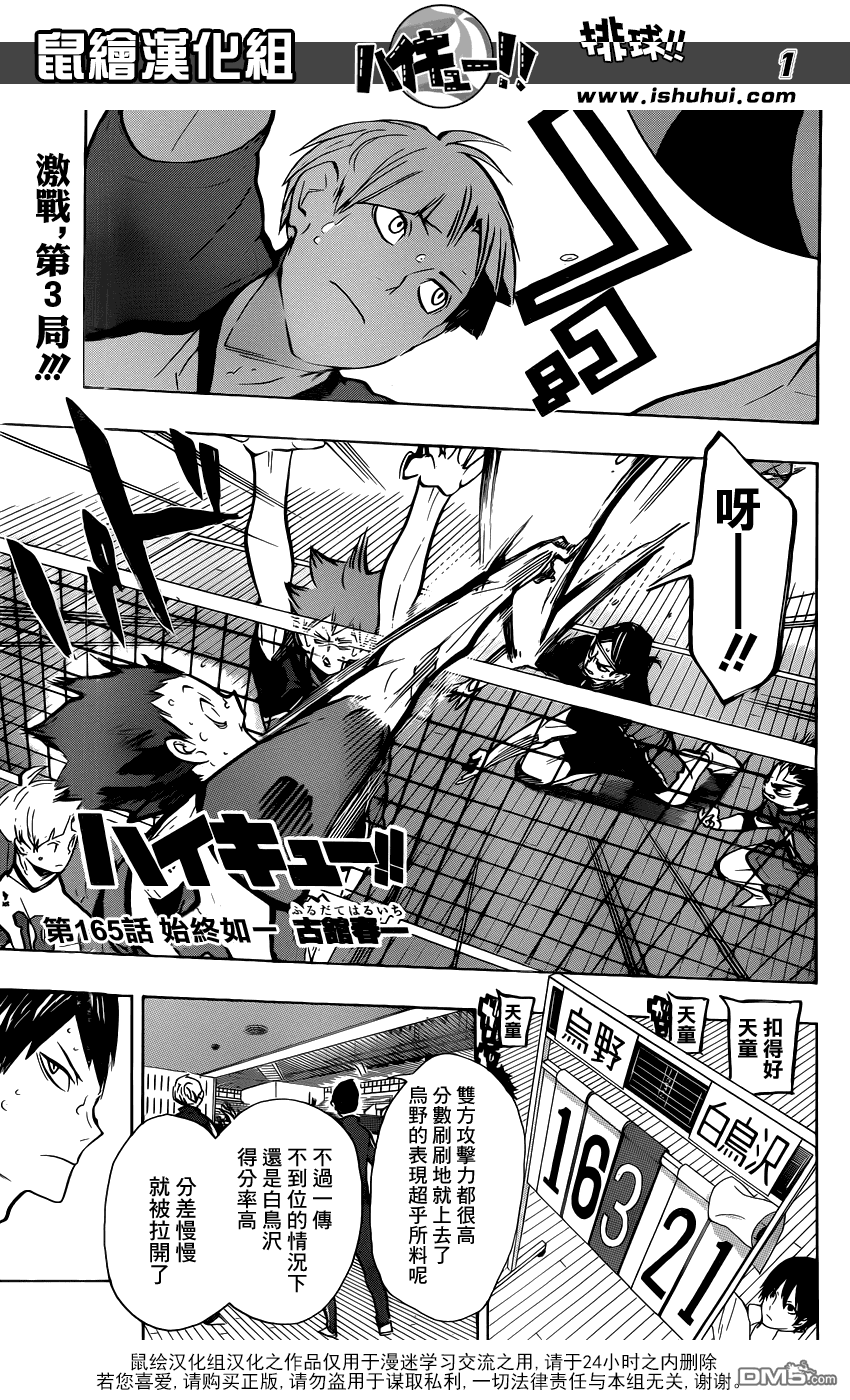 鼠繪漢化組
ハイキュー!!
排球!!
1
www.ishuhui.com
激戰,第3局!!!
呀——!!
ド
ハイキュー!!
第165話 始終如一
ふるだてはるいち
古舘春一
扣得好
天童
天童
天童
烏野
白鳥沢
16
3
21
雙方攻擊力都很高
分數刷刷地就上去了
烏野的表現超乎所料呢
不過一傳
不到位的情況下
還是白鳥沢
得分率高
分差慢慢
就被拉開了
鼠绘汉化组汉化之作品仅用于漫迷学习交流之用,请于24小时之内删除
若您喜爱,请购买正版,请勿盗用于谋取私利,一切法律责任与本组无关,谢谢。
DM5.com